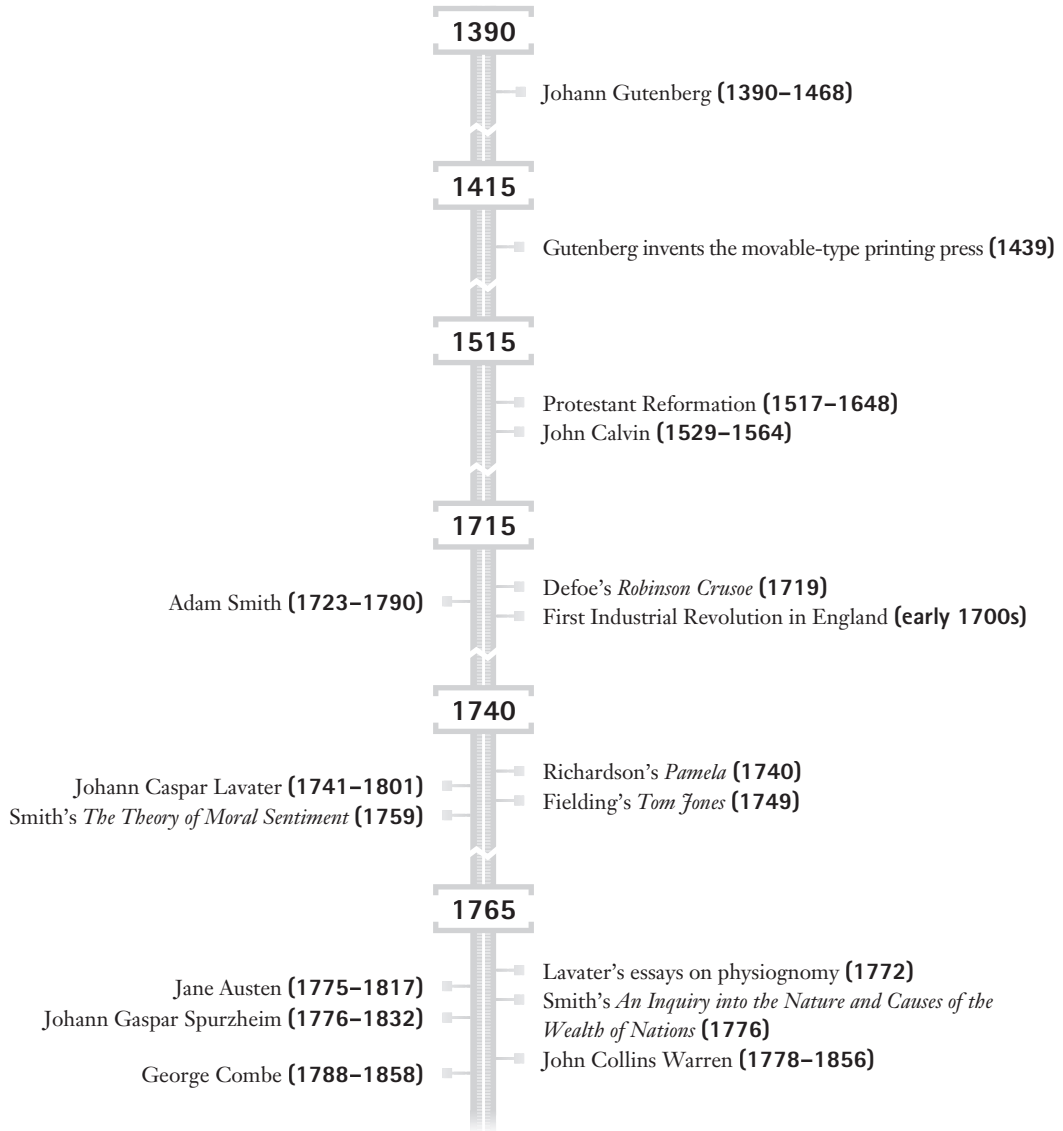 1390
Johann Gutenberg (1390–1468)
1415
Gutenberg invents the movable-type printing press (1439)
1515
Protestant Reformation (1517–1648)
John Calvin (1529–1564)
1715
Defoe's Robinson Crusoe (1719)
Adam Smith (1723–1790)
First Industrial Revolution in England (early 1700s)
1740
Richardson's Pamela (1740)
Johann Caspar Lavater (1741–1801)
Fielding's Tom Jones (1749)
Smith's The Theory of Moral Sentiment (1759)
1765
Lavater's essays on physiognomy (1772)
Jane Austen (1775–1817)
Smith's An Inquiry into the Nature and Causes of the
Wealth of Nations (1776)
Johann Gaspar Spurzheim (1776–1832)
John Collins Warren (1778–1856)
George Combe (1788–1858)